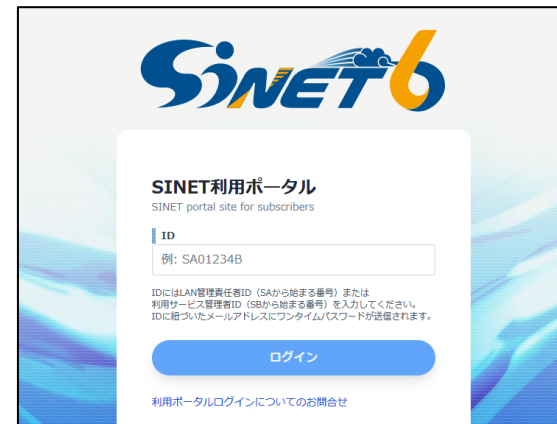 SINET6
SINET利用ポータル
SINET portal site for subscribers
ID
例: SA01234B
IDにはLAN管理責任者ID（SAから始まる番号）または
利用サービス管理者ID（SBから始まる番号）を入力してください。
IDに紐づいたメールアドレスにワンタイムパスワードが送信されます。
ログイン
利用ポータルログインについてのお問合せ